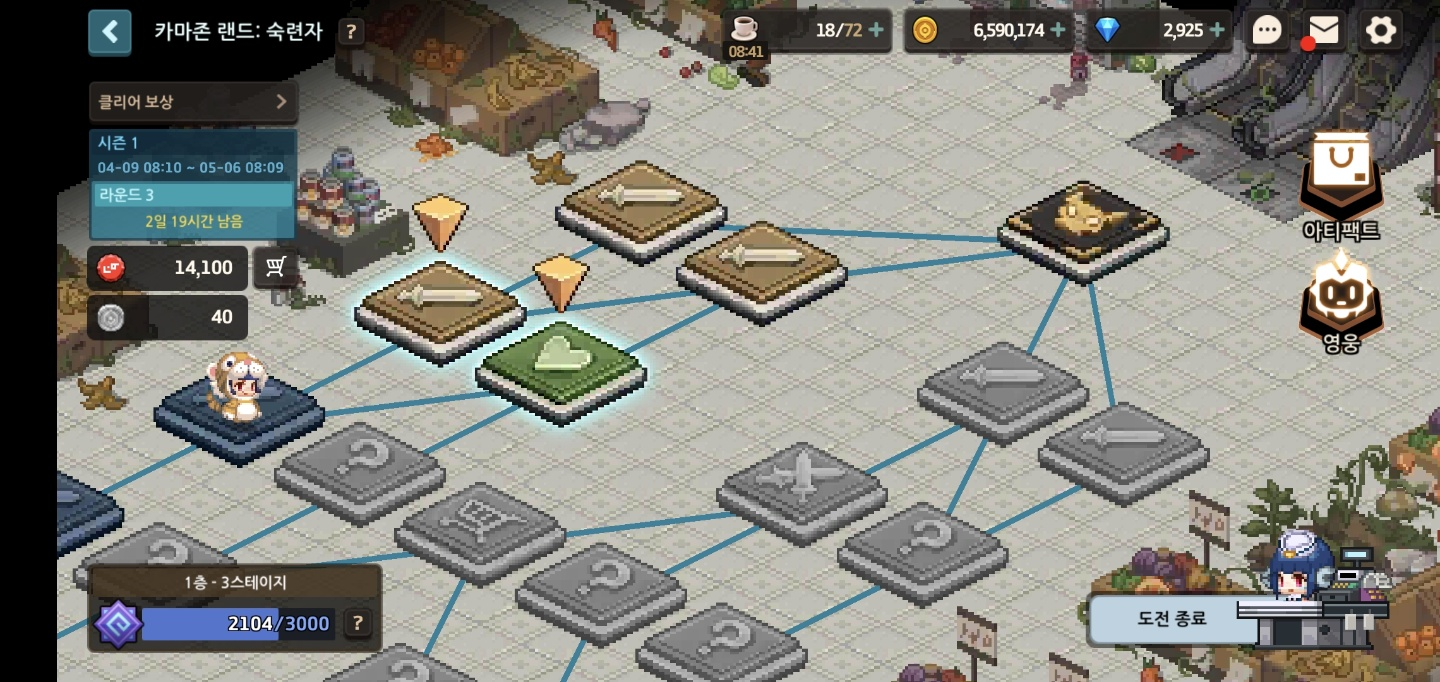 카마존 랜드: 숙련자
?
08:41
18/72
6,590,174
2,925
클리어 보상
시즌 1
04-09 08:10 ~ 05-06 08:09
라운드 3
2일 19시간 남음
14,100
40
아티팩트
영웅
1층 - 3스테이지
2104/3000
?
도전 종료